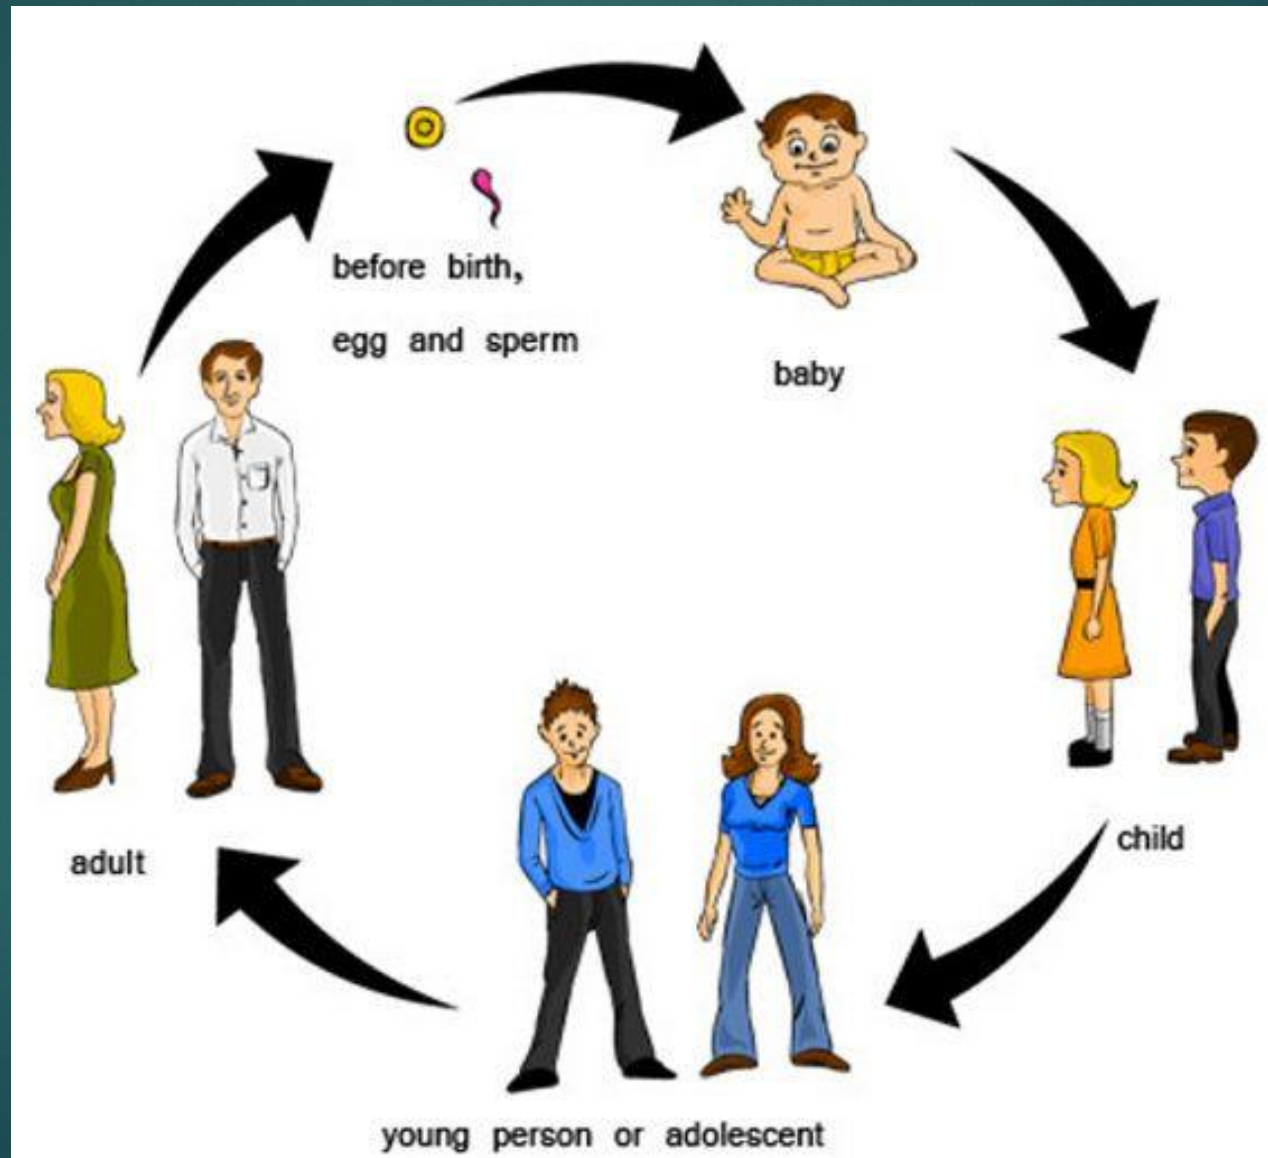 before birth,
egg and sperm
baby
child
young person or adolescent
adult